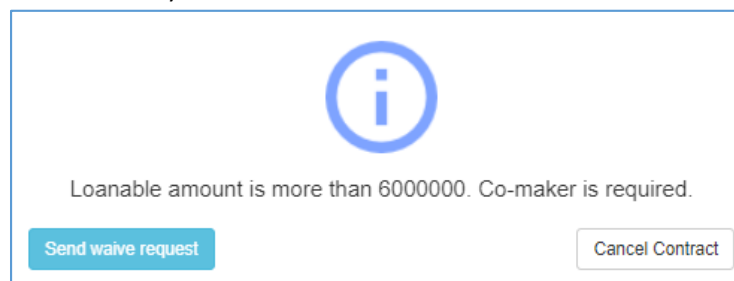 Loanable amount is more than 6000000. Co-maker is required.
Send waive request
Cancel Contract